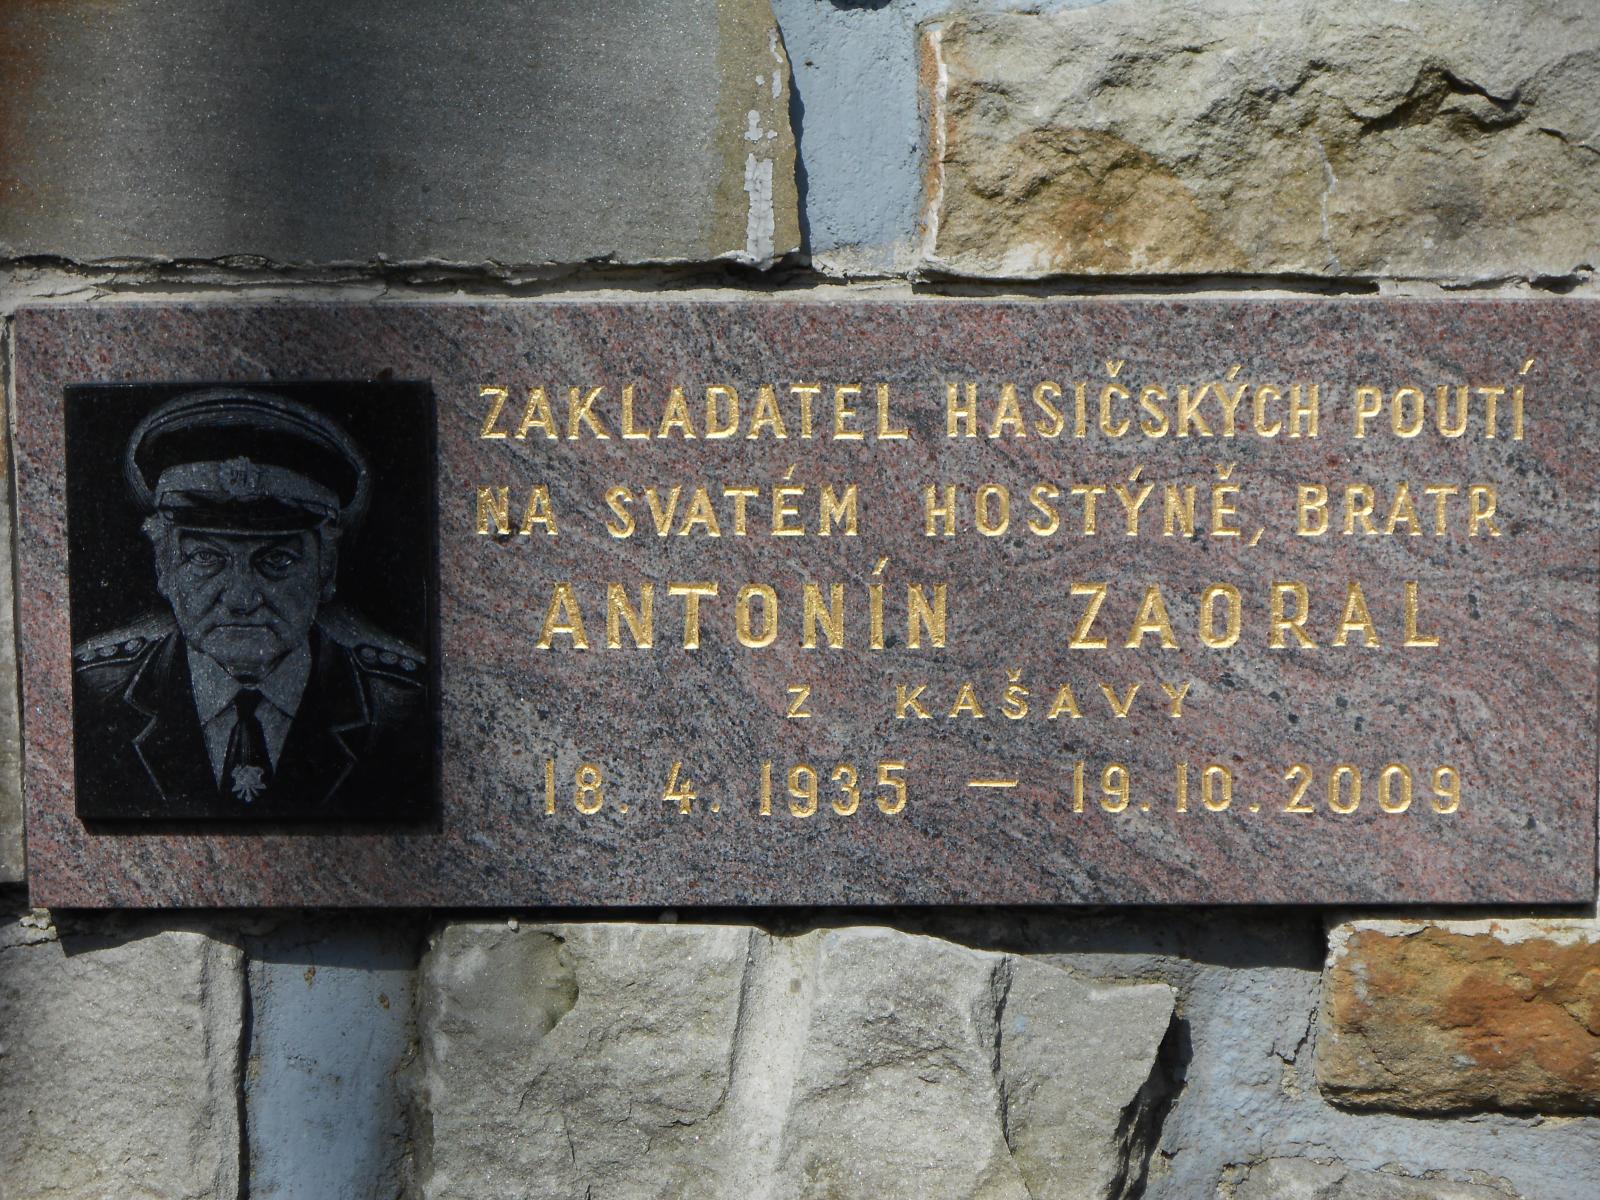 ZAKLADATEL HASIČSKÝCH POUTÍ
NA SVATÉM HOSTÝNĚ, BRATR
ANTONÍN ZAORAL
Z KAŠAVY
18. 4. 1935 – 19. 10. 2009